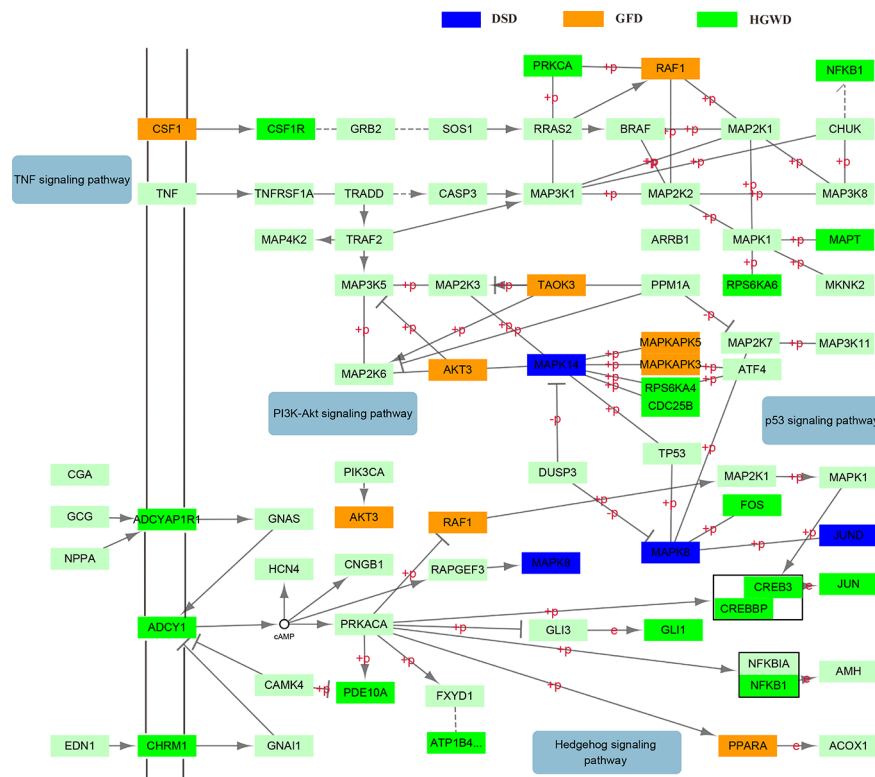 DSD GFD HGWD
PRKCA +p RAF1 NFKB1
+p +p
CSF1 CSF1R GRB2 SOS1 RRAS2 BRAF +p +p MAP2K1 CHUK
TNF signaling pathway
+p +p
TNF TNFRSF1A TRADD CASP3 MAP3K1 +p MAP2K2 +p +p MAP3K8
MAP4K2 TRAF2 ARRB1 +p MAPK1 +p MAPT
+p +p
MAP3K5 +p MAP2K3 +p TAOK3 PPM1A RPS6KA6 MKNK2
-p
+p +p +p MAPKAPK5 MAP2K7 +p MAP3K11
+p
MAP2K6 AKT3 MAPK14 +p MAPKAPK3 +p ATF4
+p RPS6KA4 +p
+p CDC25B
PI3K-Akt signaling pathway
-p +p p53 signaling pathway
+p
TP53
CGA PIK3CA DUSP3 MAP2K1 +p MAPK1
+p +p
GCG ADCYAP1R1 GNAS AKT3 RAF1 -p FOS
+p +p
JUND
NPPA HCN4 CNGB1 +p RAPGEF3 MAPK8 MAPK8 +p
CREB3 e JUN
+p CREBBP
ADCY1 cAMP PRKACA +p GLI3 e GLI1
+p +p +p
NFKBIA AMH
CAMK4 +p PDE10A FXYD1 +p NFKB1 e
EDN1 CHRM1 GNAI1 ATP1B4... Hedgehog signaling
pathway
PPARA e ACOX1